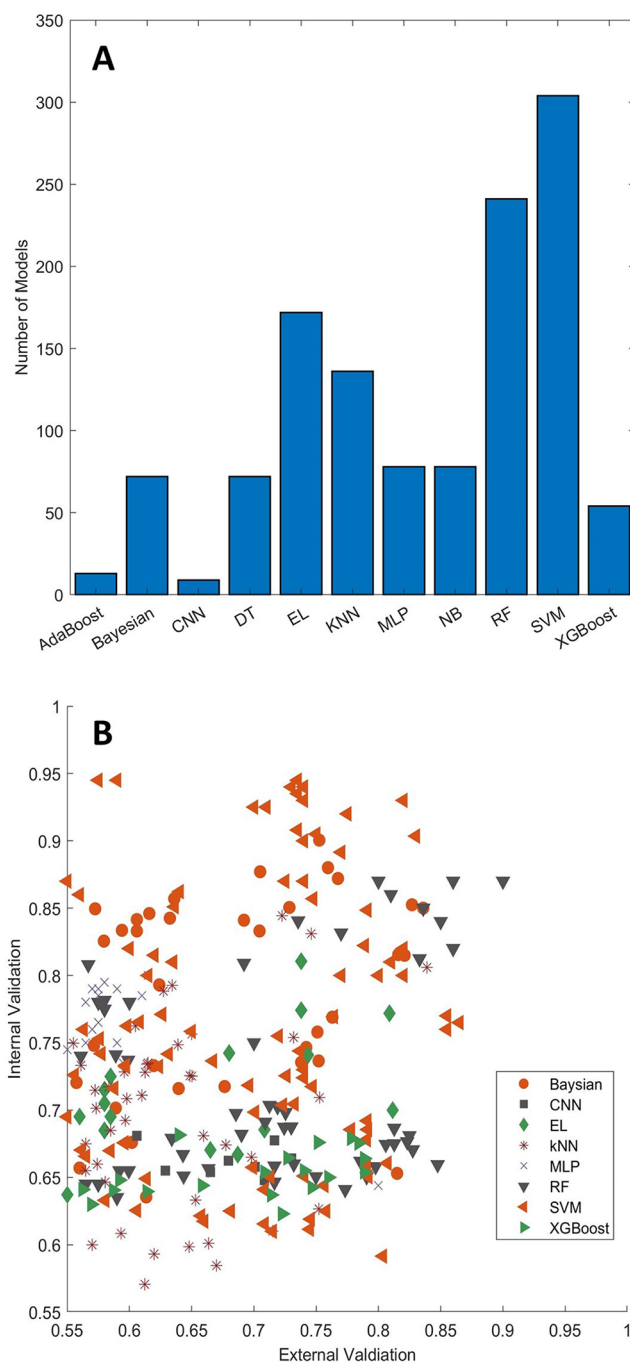 A
350
300
250
200
150
100
50
0
Number of Models
AdaBoost
Bayesian
CNN
DT
EL
KNN
MLP
NB
RF
SVM
XGBoost
B
1
0.95
0.9
0.85
0.8
0.75
0.7
0.65
0.6
0.55
Internal Validation
Baysian
CNN
EL
kNN
MLP
RF
SVM
XGBoost
0.55 0.6 0.65 0.7 0.75 0.8 0.85 0.9 0.95 1
External Valdiation